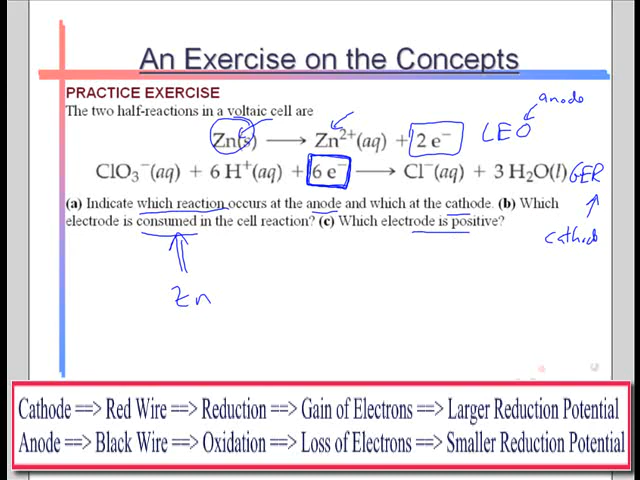 An Exercise on the Concepts
PRACTICE EXERCISE
The two half-reactions in a voltaic cell are
anode
Zn(s) ⟶ Zn²⁺(aq) + 2 e⁻ LEO
ClO₃⁻(aq) + 6 H⁺(aq) + 6 e⁻ ⟶ Cl⁻(aq) + 3 H₂O(l) GER
(a) Indicate which reaction occurs at the anode and which at the cathode. (b) Which
electrode is consumed in the cell reaction? (c) Which electrode is positive?
cathode
Zn
Cathode ==> Red Wire ==> Reduction ==> Gain of Electrons ==> Larger Reduction Potential
Anode ==> Black Wire ==> Oxidation ==> Loss of Electrons ==> Smaller Reduction Potential